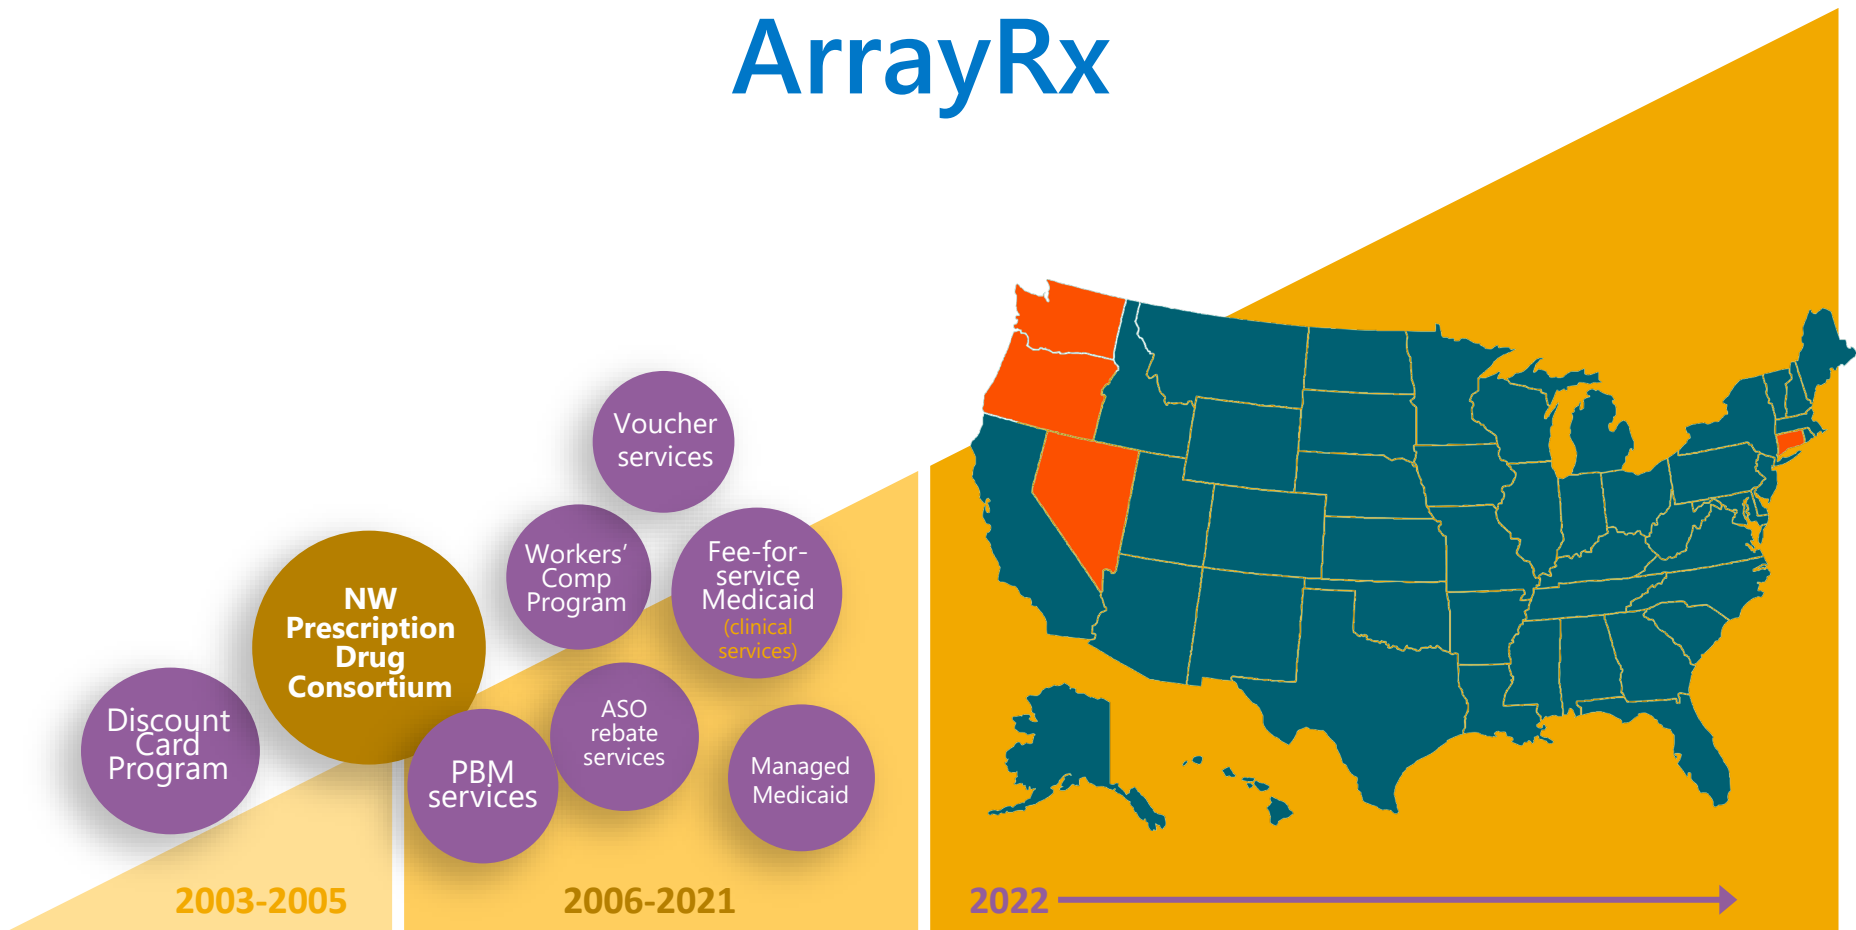 ArrayRx
Voucher
services
Workers’
Comp
Program
Fee-for-
service
Medicaid
(clinical
services)
NW
Prescription
Drug
Consortium
Discount
Card
Program
PBM
services
ASO
rebate
services
Managed
Medicaid
2003-2005
2006-2021
2022